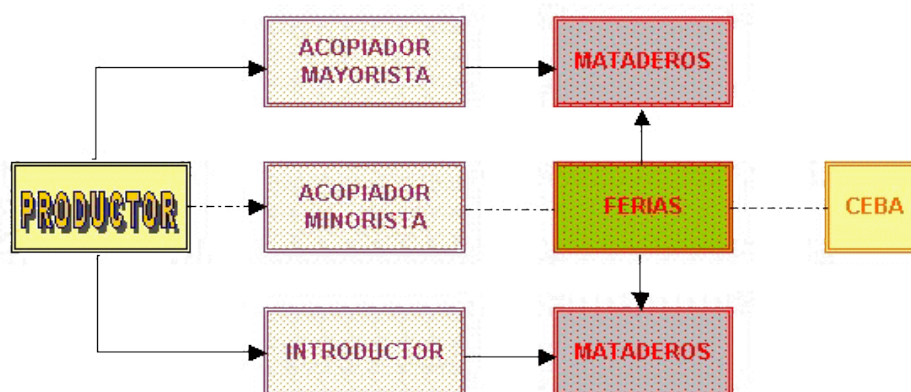 ACOPIADOR
MAYORISTA
MATADEROS
PRODUCTOR
ACOPIADOR
MINORISTA
FERIAS
CEBA
INTRODUCTOR
MATADEROS